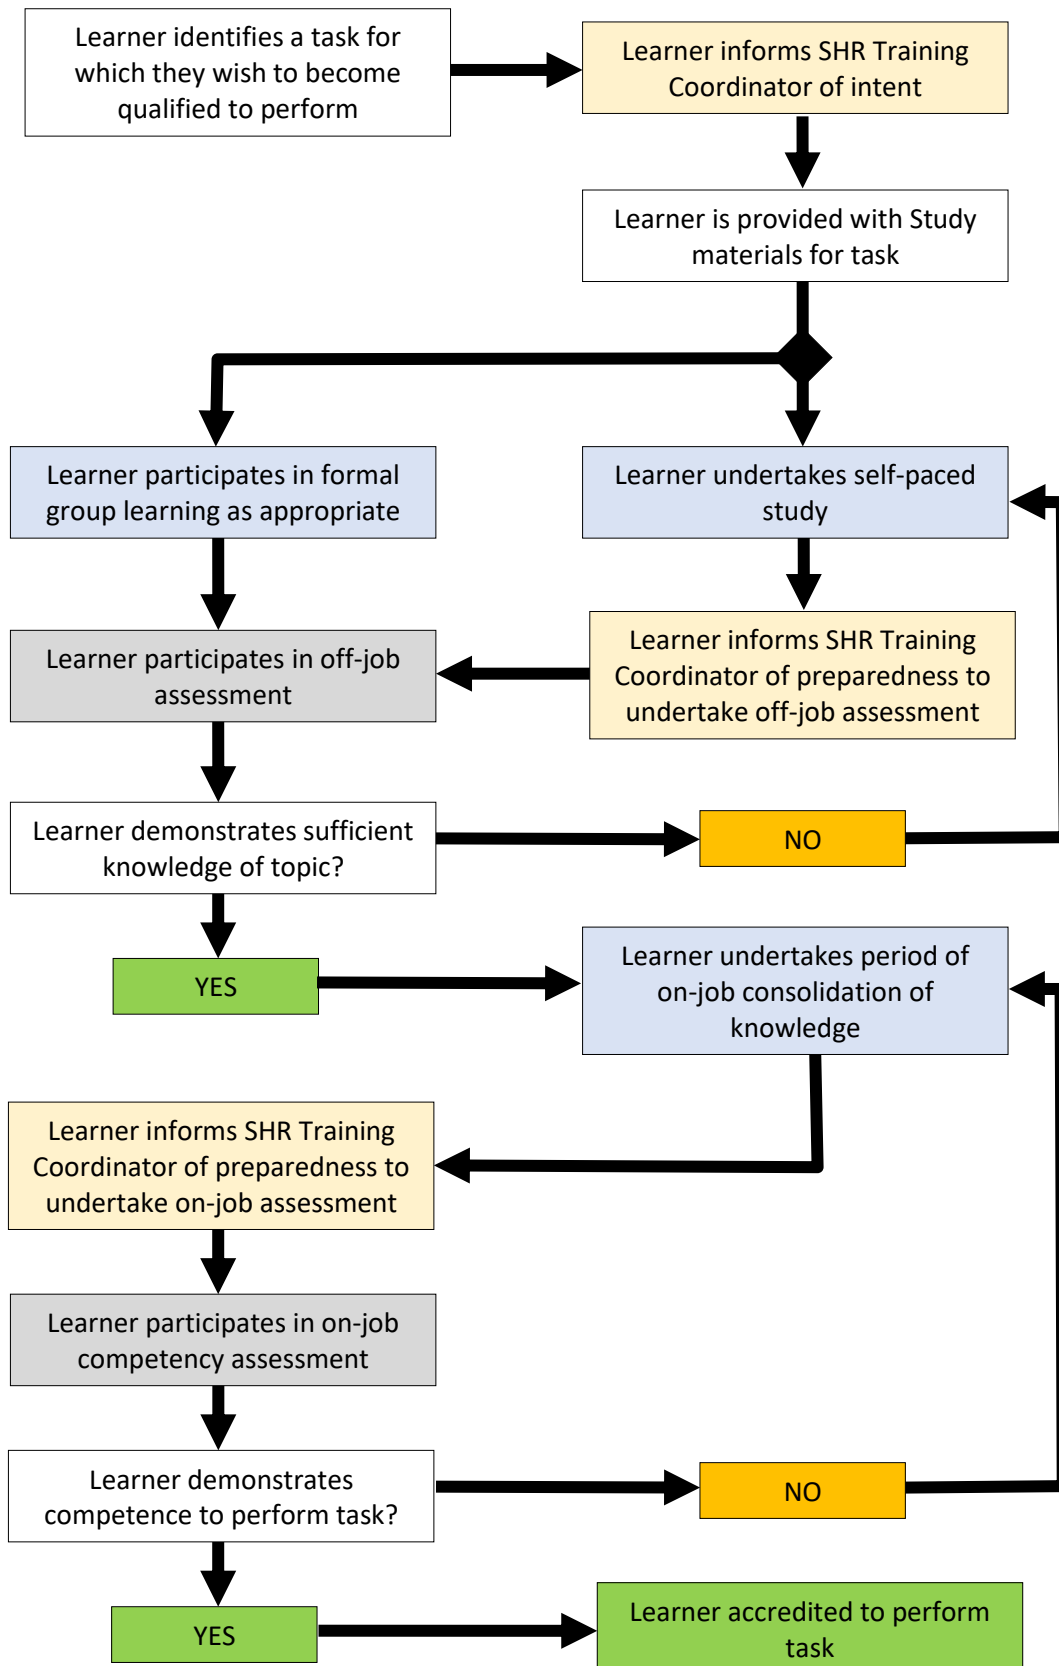 Learner identifies a task for
which they wish to become
qualified to perform
Learner informs SHR Training
Coordinator of intent
Learner is provided with Study
materials for task
Learner participates in formal
group learning as appropriate
Learner undertakes self-paced
study
Learner informs SHR Training
Coordinator of preparedness to
undertake off-job assessment
Learner participates in off-job
assessment
Learner demonstrates sufficient
knowledge of topic?
NO
YES
Learner undertakes period of
on-job consolidation of
knowledge
Learner informs SHR Training
Coordinator of preparedness to
undertake on-job assessment
Learner participates in on-job
competency assessment
Learner demonstrates
competence to perform task?
NO
YES
Learner accredited to perform
task